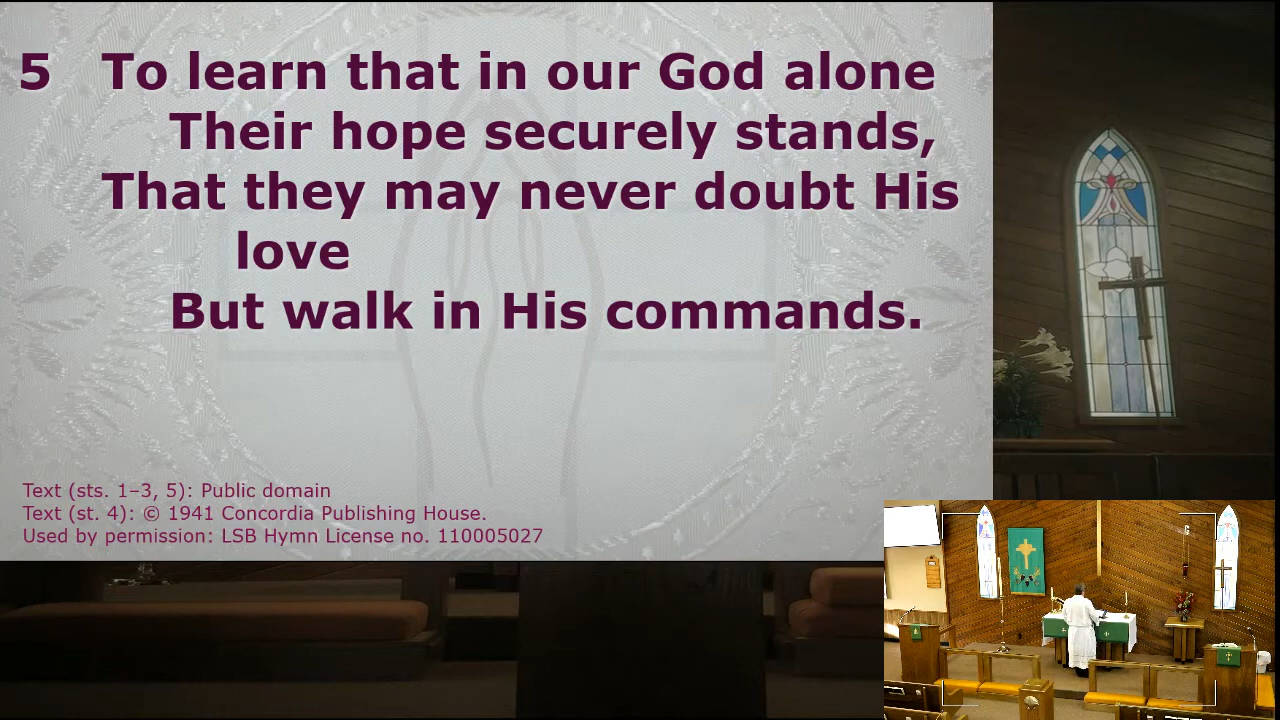 5 To learn that in our God alone
Their hope securely stands,
That they may never doubt His
love
But walk in His commands.
Text (sts. 1–3, 5): Public domain
Text (st. 4): © 1941 Concordia Publishing House.
Used by permission: LSB Hymn License no. 110005027